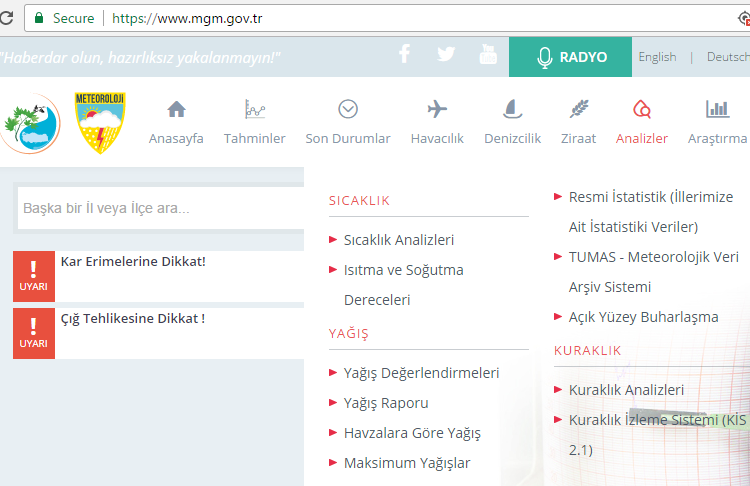 Secure | https://www.mgm.gov.tr
"Haberdar olun, hazırlıksız yakalanmayın!"
RADYO
English | Deutsch
METEOROLOJİ
Anasayfa
Tahminler
Son Durumlar
Havacılık
Denizcilik
Ziraat
Analizler
Araştırma
Başka bir İl veya İlçe ara...
! UYARI
Kar Erimelerine Dikkat!
! UYARI
Çığ Tehlikesine Dikkat !
SICAKLIK
Sıcaklık Analizleri
Isıtma ve Soğutma
Dereceleri
YAĞIŞ
Yağış Değerlendirmeleri
Yağış Raporu
Havzalara Göre Yağış
Maksimum Yağışlar
Resmi İstatistik (İllerimize
Ait İstatistiki Veriler)
TUMAS - Meteorolojik Veri
Arşiv Sistemi
Açık Yüzey Buharlaşma
KURAKLIK
Kuraklık Analizleri
Kuraklık İzleme Sistemi (KİS
2.1)